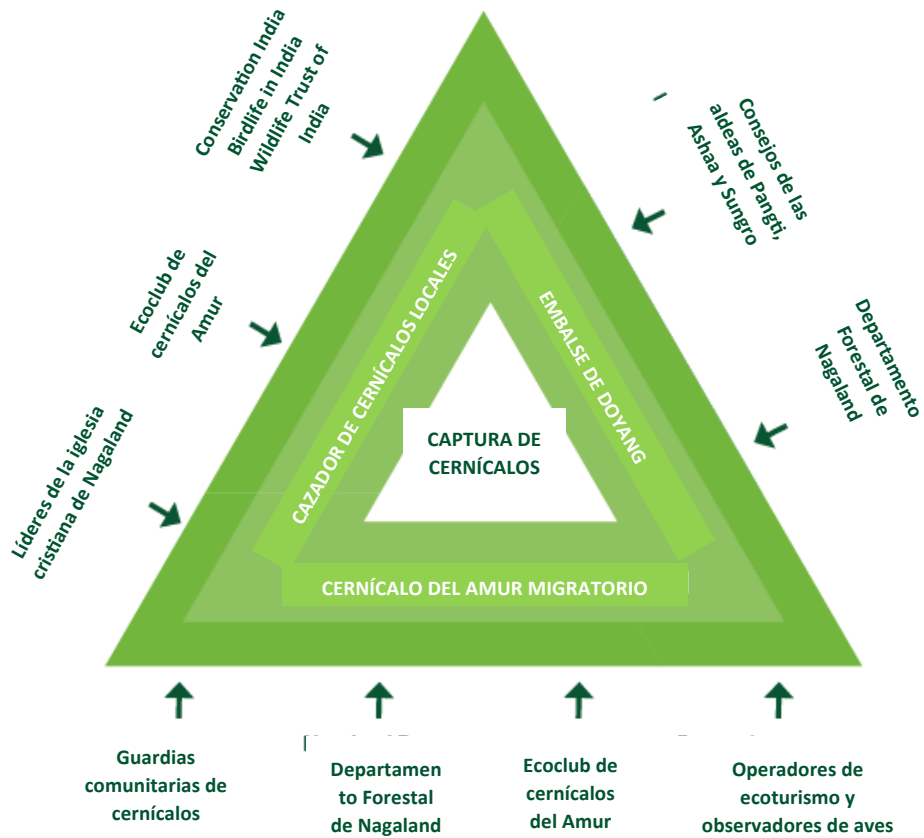 Conservation India
Birdlife in India
Wildlife Trust of
India
Consejos de las
aldeas de Pangti,
Ashaa y Sungro
Ecoclub de
cernícalos del
Amur
Departamento
Forestal de
Nagaland
Líderes de la iglesia
cristiana de Nagaland
CAZADOR DE CERNÍCALOS LOCALES
EMBALSE DE DOYANG
CAPTURA DE
CERNÍCALOS
CERNÍCALO DEL AMUR MIGRATORIO
Guardias
comunitarias de
cernícalos
Departamen
to Forestal
de Nagaland
Ecoclub de
cernícalos
del Amur
Operadores de
ecoturismo y
observadores de aves